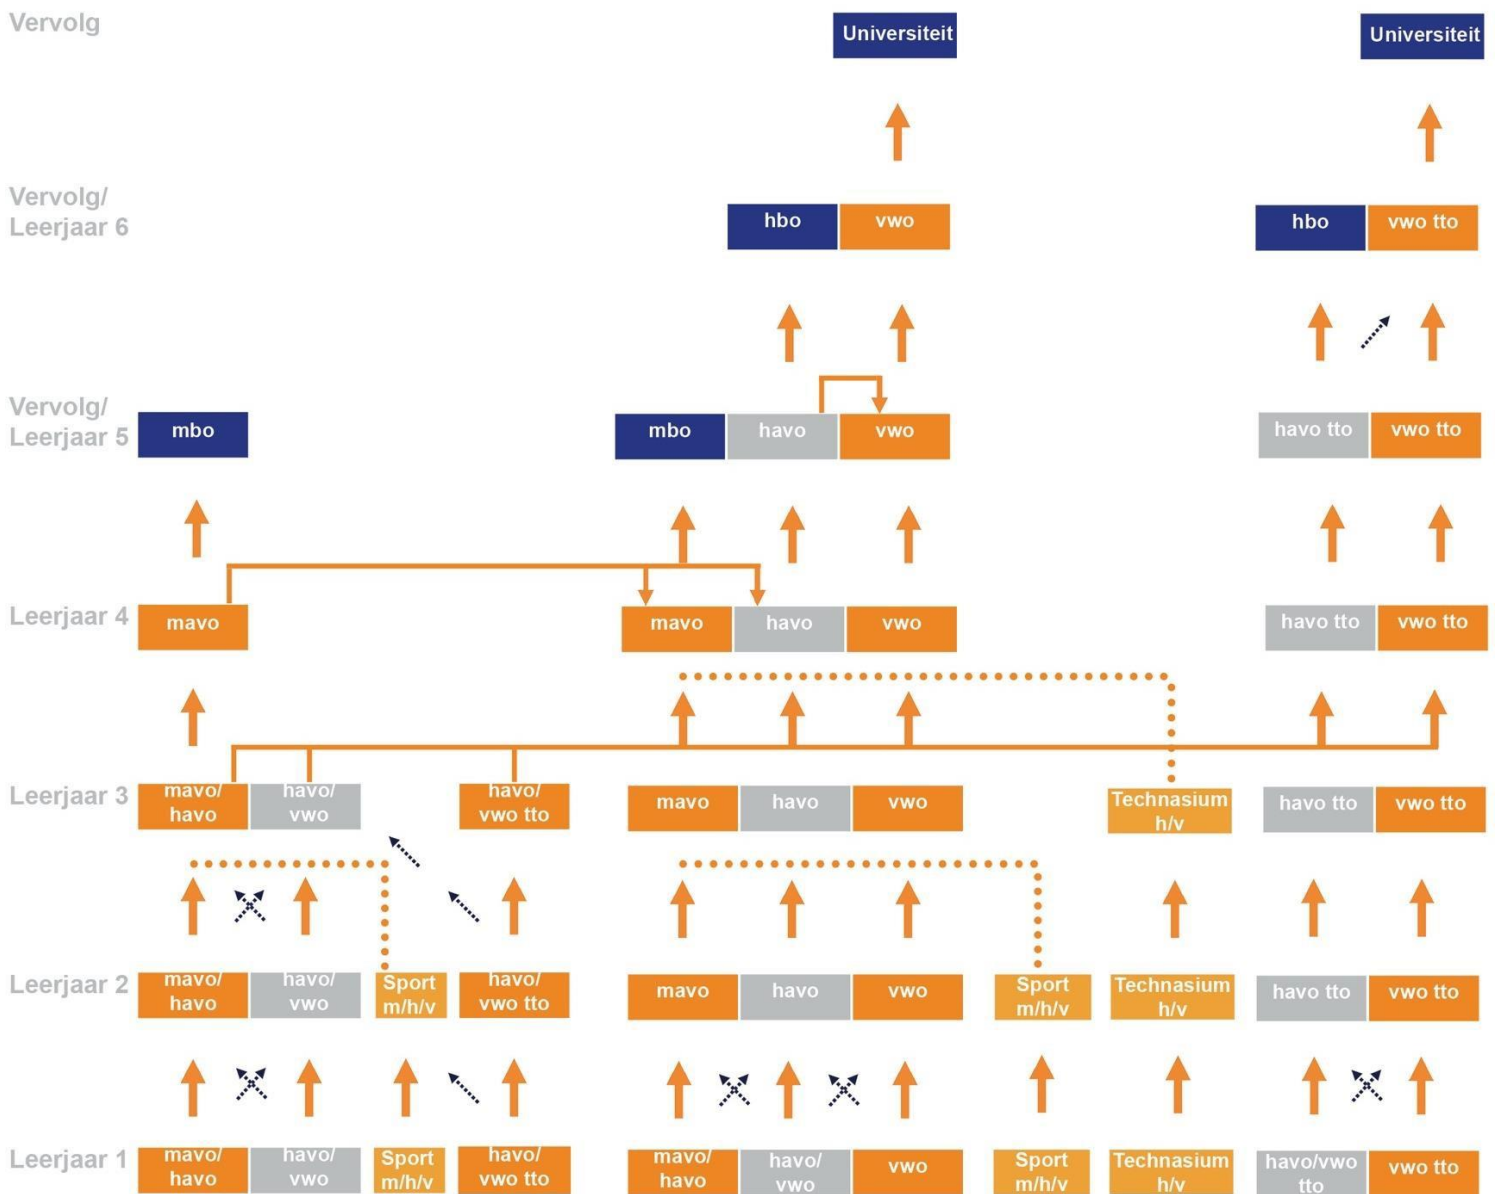 Vervolg
Universiteit
Universiteit
Vervolg/
Leerjaar 6
hbo
vwo
hbo
vwo tto
Vervolg/
Leerjaar 5
mbo
mbo
havo
vwo
havo tto
vwo tto
Leerjaar 4
mavo
mavo
havo
vwo
havo tto
vwo tto
Leerjaar 3
mavo/
havo
havo/
vwo
havo/
vwo tto
mavo
havo
vwo
Technasium
h/v
havo tto
vwo tto
Leerjaar 2
mavo/
havo
havo/
vwo
Sport
m/h/v
havo/
vwo tto
mavo
havo
vwo
Sport
m/h/v
Technasium
h/v
havo tto
vwo tto
Leerjaar 1
mavo/
havo
havo/
vwo
Sport
m/h/v
havo/
vwo tto
mavo/
havo
havo/
vwo
vwo
Sport
m/h/v
Technasium
h/v
havo/vwo
tto
vwo tto